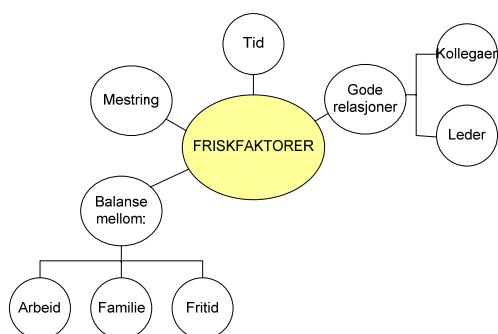 Tid
Kollegaer
Gode
relasjoner
Mestring
Leder
FRISKFAKTORER
Balanse
mellom:
Arbeid
Familie
Fritid